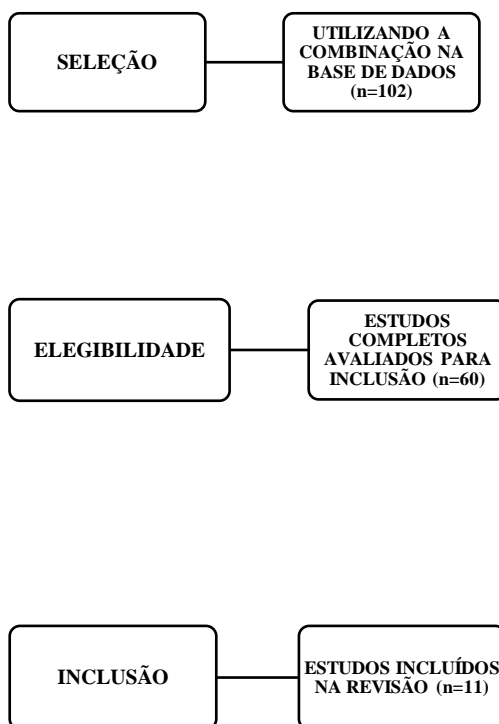 SELEÇÃO
UTILIZANDO A
COMBINAÇÃO NA
BASE DE DADOS
(n=102)
ELEGIBILIDADE
ESTUDOS
COMPLETOS
AVALIADOS PARA
INCLUSÃO (n=60)
INCLUSÃO
ESTUDOS INCLUÍDOS
NA REVISÃO (n=11)